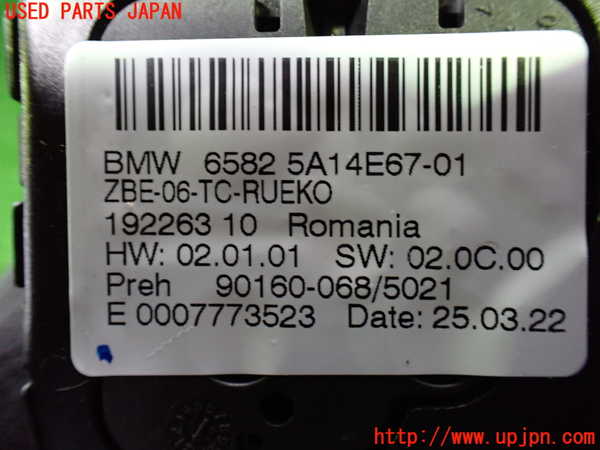 USED PARTS JAPAN
BMW 6582 5A14E67-01
ZBE-06-TC-RUEKO
192263 10 Romania
HW: 02.01.01 SW: 02.0C.00
Preh 90160-068/5021
E 0007773523 Date: 25.03.22
http://www.upjpn.com/